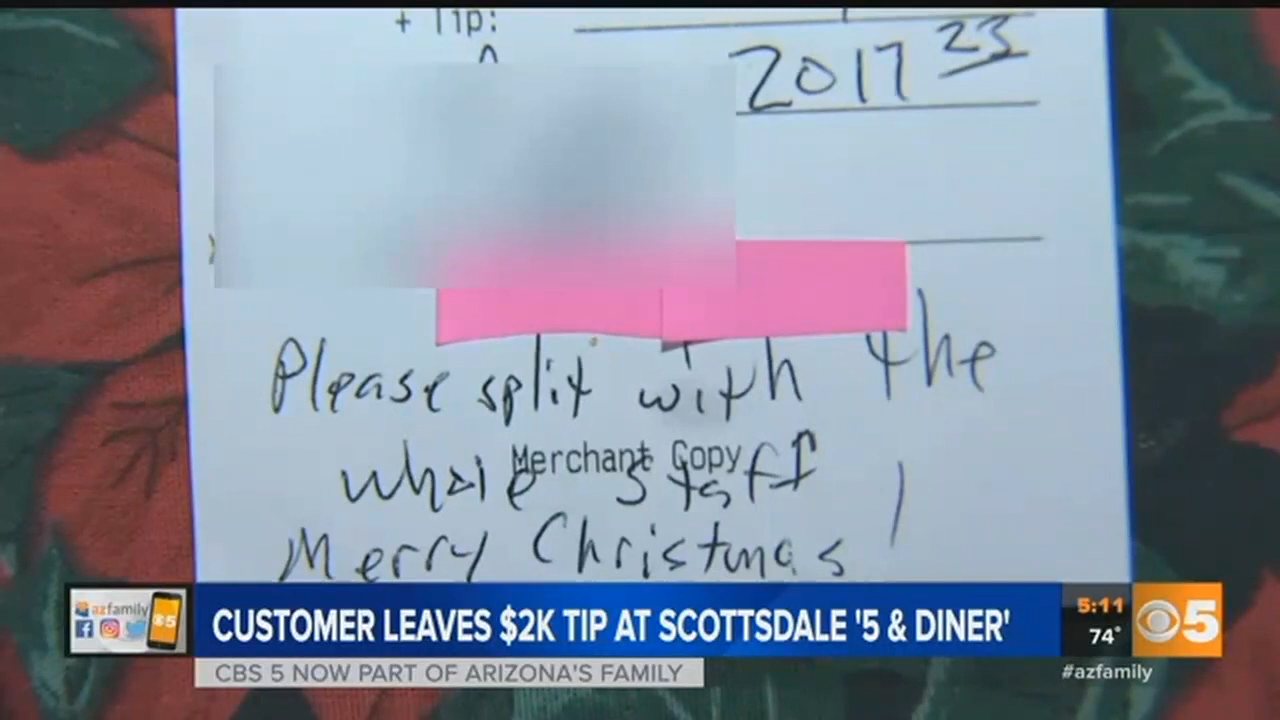 + Tip:
2017 23
Please split with the
whole staff
Merchant Copy
Merry Christmas!
azfamily
5
CUSTOMER LEAVES $2K TIP AT SCOTTSDALE '5 & DINER'
5:11
74°
5
CBS 5 NOW PART OF ARIZONA'S FAMILY
#azfamily